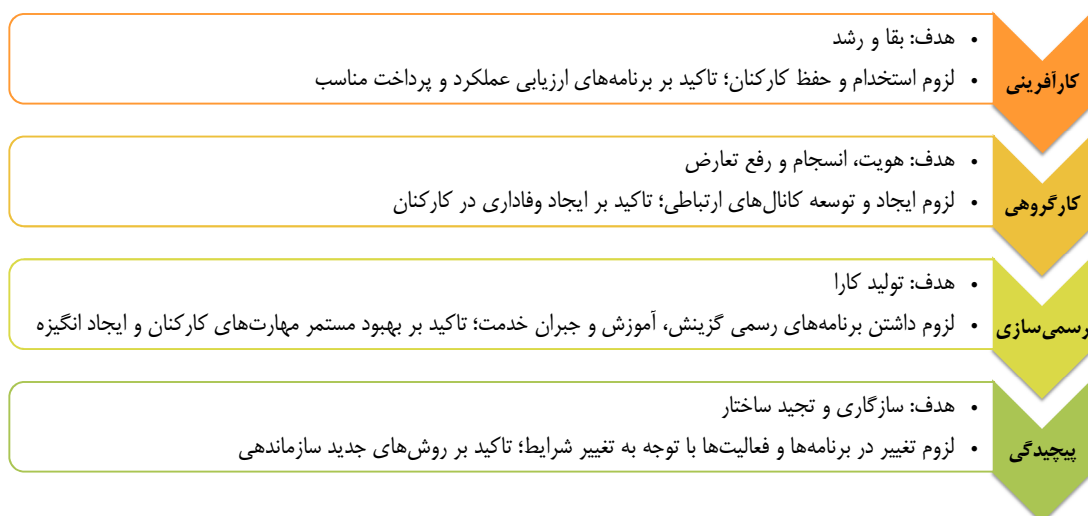 کارآفرینی
• هدف: بقا و رشد
• لزوم استخدام و حفظ کارکنان؛ تاکید بر برنامه‌های ارزیابی عملکرد و پرداخت مناسب
کارگروهی
• هدف: هویت، انسجام و رفع تعارض
• لزوم ایجاد و توسعه کانال‌های ارتباطی؛ تاکید بر ایجاد وفاداری در کارکنان
رسمی‌سازی
• هدف: تولید کارا
• لزوم داشتن برنامه‌های رسمی گزینش، آموزش و جبران خدمت؛ تاکید بر بهبود مستمر مهارت‌های کارکنان و ایجاد انگیزه
پیچیدگی
• هدف: سازگاری و تجید ساختار
• لزوم تغییر در برنامه‌ها و فعالیت‌ها با توجه به تغییر شرایط؛ تاکید بر روش‌های جدید سازماندهی